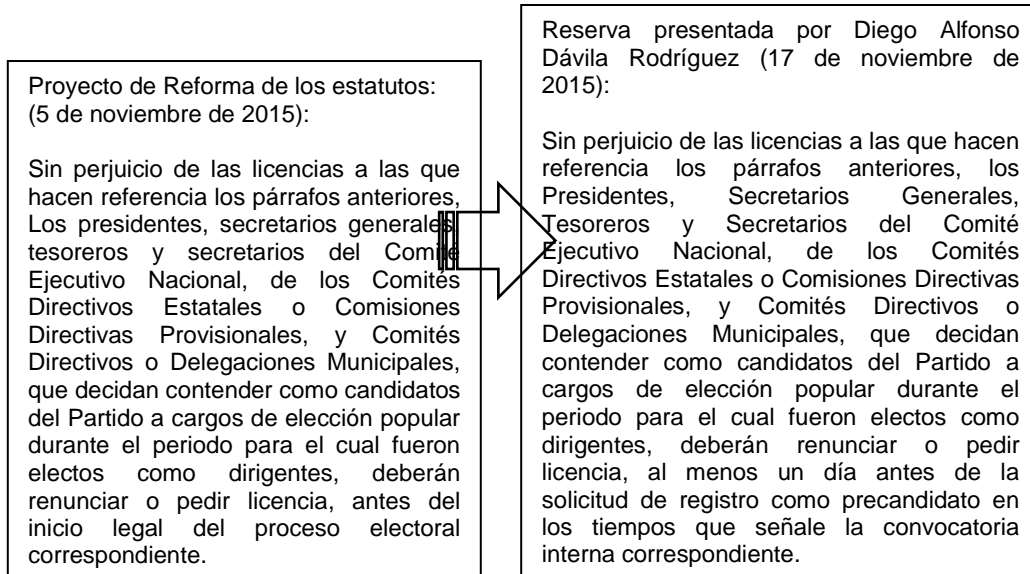 Proyecto de Reforma de los estatutos:
(5 de noviembre de 2015):
Sin perjuicio de las licencias a las que
hacen referencia los párrafos anteriores,
Los presidentes, secretarios generales,
tesoreros y secretarios del Comité
Ejecutivo Nacional, de los Comités
Directivos Estatales o Comisiones
Directivas Provisionales, y Comités
Directivos o Delegaciones Municipales,
que decidan contender como candidatos
del Partido a cargos de elección popular
durante el periodo para el cual fueron
electos como dirigentes, deberán
renunciar o pedir licencia, antes del
inicio legal del proceso electoral
correspondiente.
Reserva presentada por Diego Alfonso
Dávila Rodríguez (17 de noviembre de
2015):
Sin perjuicio de las licencias a las que hacen
referencia los párrafos anteriores, los
Presidentes, Secretarios Generales,
Tesoreros y Secretarios del Comité
Ejecutivo Nacional, de los Comités
Directivos Estatales o Comisiones Directivas
Provisionales, y Comités Directivos o
Delegaciones Municipales, que decidan
contender como candidatos del Partido a
cargos de elección popular durante el
periodo para el cual fueron electos como
dirigentes, deberán renunciar o pedir
licencia, al menos un día antes de la
solicitud de registro como precandidato en
los tiempos que señale la convocatoria
interna correspondiente.